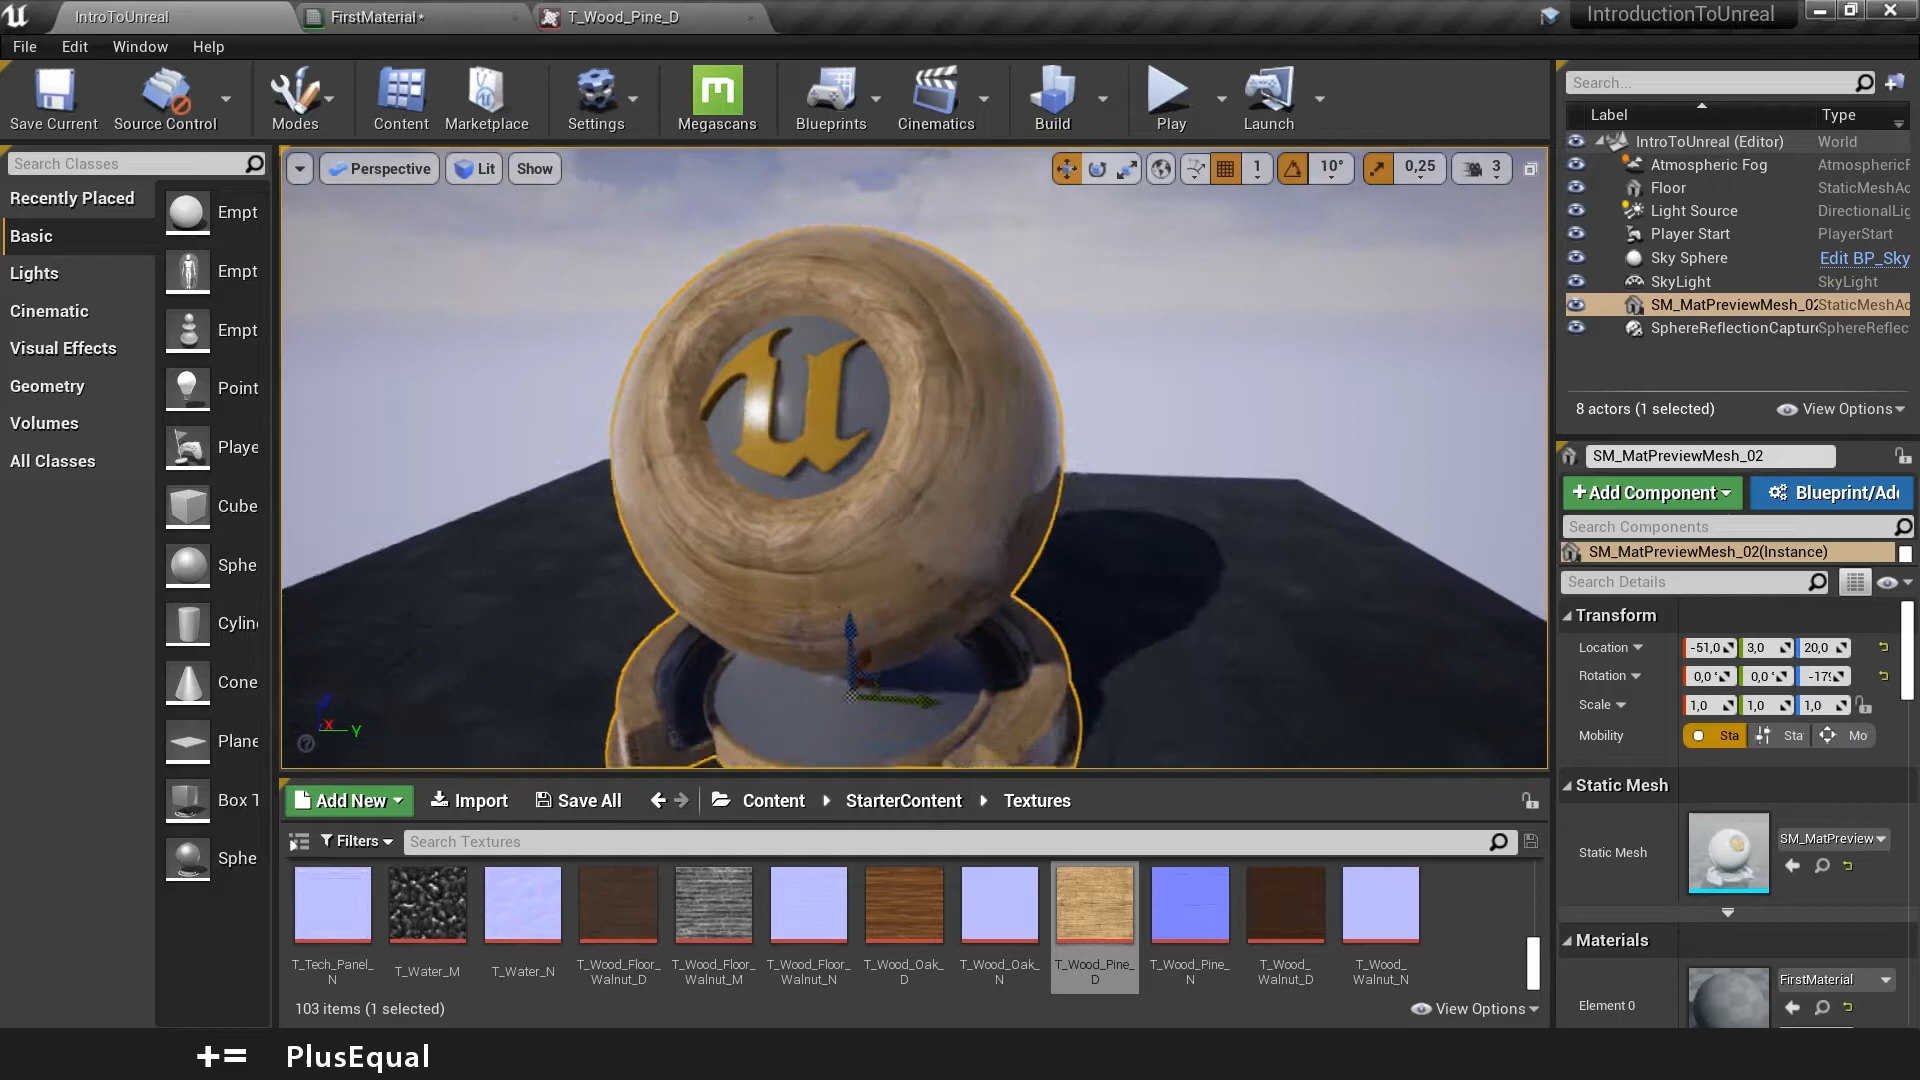 IntroToUnreal
FirstMaterial*
T_Wood_Pine_D
IntroductionToUnreal
File Edit Window Help
Save Current
Source Control
Modes
Content
Marketplace
Settings
Megascans
Blueprints
Cinematics
Build
Play
Launch
Search Classes
Recently Placed
Basic
Lights
Cinematic
Visual Effects
Geometry
Volumes
All Classes
Empt
Empt
Empt
Point
Playe
Cube
Sphe
Cylin
Cone
Plane
Box T
Sphe
Perspective Lit Show
1 10° 0,25 3
X Y
Add New Import Save All Content StarterContent Textures
Filters Search Textures
T_Tech_Panel_
N
T_Water_M
T_Water_N
T_Wood_Floor_
Walnut_D
T_Wood_Floor_
Walnut_M
T_Wood_Floor_
Walnut_N
T_Wood_Oak_
D
T_Wood_Oak_
N
T_Wood_Pine_
D
T_Wood_Pine_
N
T_Wood_
Walnut_D
T_Wood_
Walnut_N
103 items (1 selected) View Options
Search...
Label Type
IntroToUnreal (Editor) World
Atmospheric Fog AtmosphericF
Floor StaticMeshAc
Light Source DirectionalLig
Player Start PlayerStart
Sky Sphere Edit BP_Sky
SkyLight SkyLight
SM_MatPreviewMesh_02 StaticMeshAc
SphereReflectionCapture SphereReflec
8 actors (1 selected) View Options
SM_MatPreviewMesh_02
+Add Component Blueprint/Ad
Search Components
SM_MatPreviewMesh_02(Instance)
Search Details
Transform
Location -51,0 3,0 20,0
Rotation 0,0 ° 0,0 ° -179
Scale 1,0 1,0 1,0
Mobility Sta Sta Mo
Static Mesh
Static Mesh SM_MatPreview
Materials
Element 0 FirstMaterial
+= PlusEqual